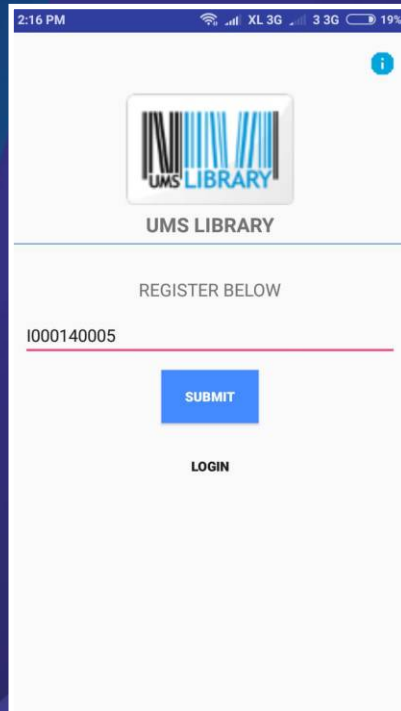 2:16 PM XL 3G 3 3G 19%
i
UMS LIBRARY
UMS LIBRARY
REGISTER BELOW
I000140005
SUBMIT
LOGIN